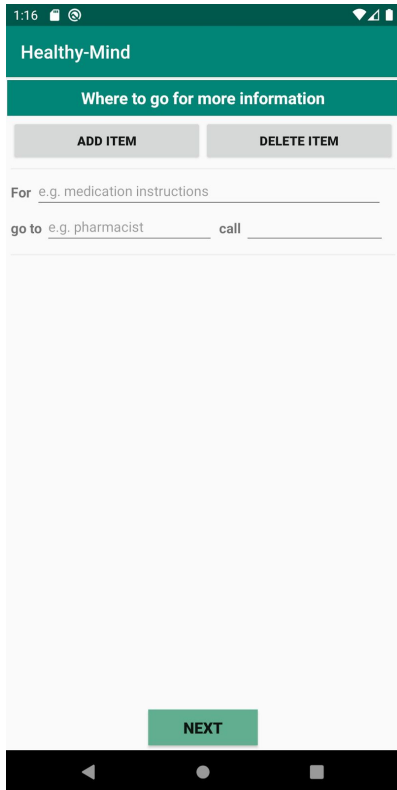 1:16
Healthy-Mind
Where to go for more information
ADD ITEM DELETE ITEM
For e.g. medication instructions
go to e.g. pharmacist call
NEXT